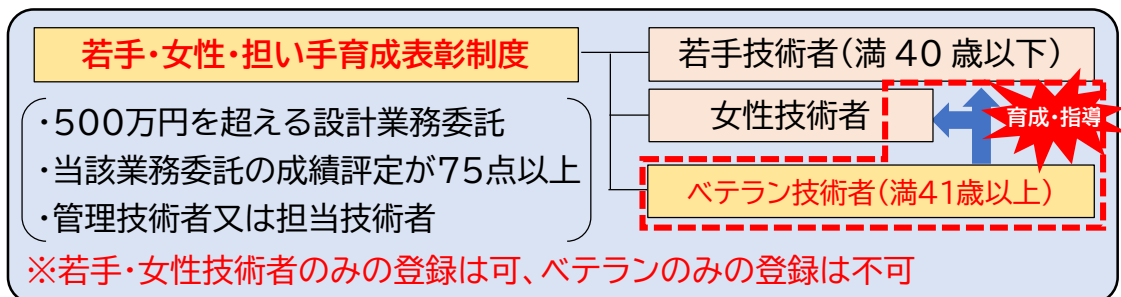 若手・女性・担い手育成表彰制度
・500万円を超える設計業務委託
・当該業務委託の成績評定が75点以上
・管理技術者又は担当技術者
若手技術者(満 40 歳以下)
女性技術者
育成・指導
ベテラン技術者(満41歳以上)
※若手・女性技術者のみの登録は可、ベテランのみの登録は不可